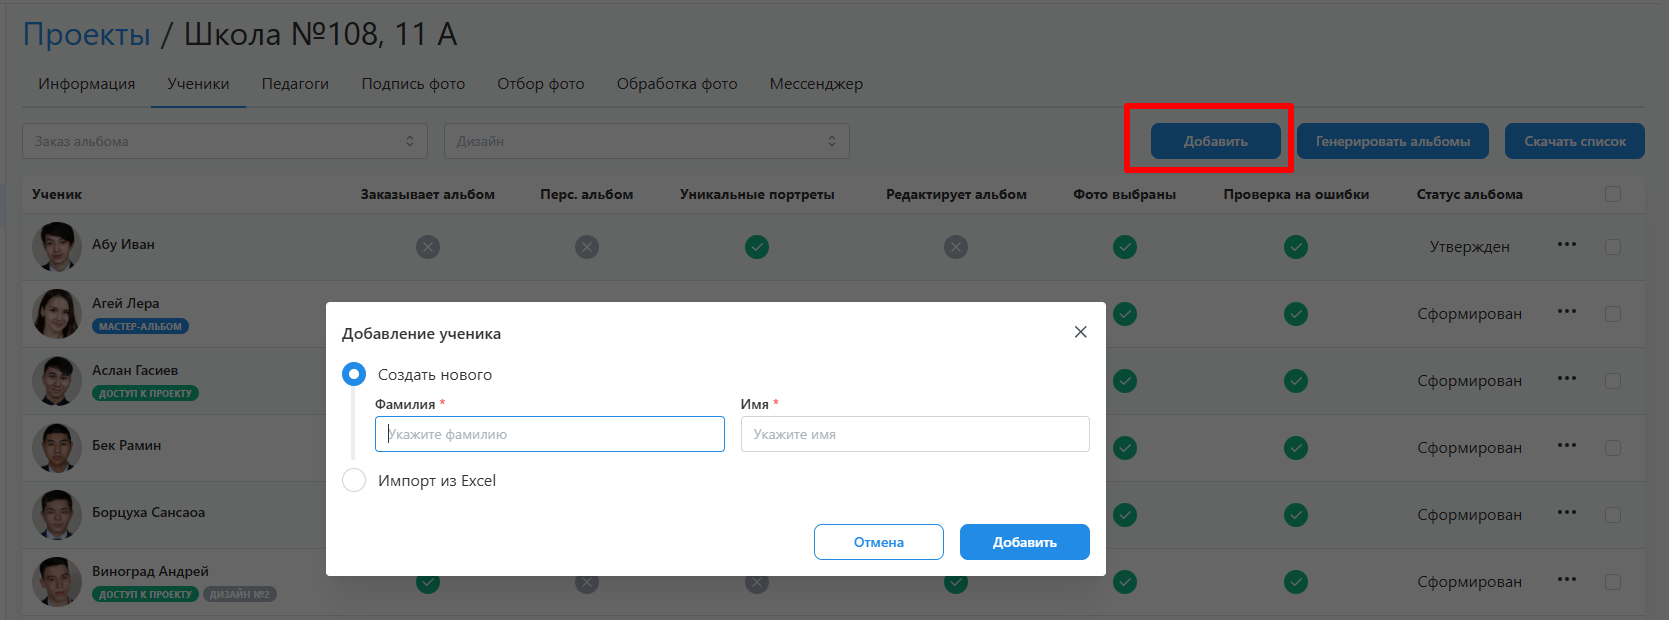 Проекты / Школа №108, 11 А
Информация Ученики Педагоги Подпись фото Отбор фото Обработка фото Мессенджер
Заказ альбома Дизайн Добавить Генерировать альбомы Скачать список
Ученик Заказывает альбом Перс. альбом Уникальные портреты Редактирует альбом Фото выбраны Проверка на ошибки Статус альбома
Абу Иван Утвержден
Агей Лера
МАСТЕР-АЛЬБОМ
Сформирован
Аслан Гасиев
ДОСТУП К ПРОЕКТУ
Сформирован
Бек Рамин Сформирован
Борцуха Сансаоа Сформирован
Виноград Андрей
ДОСТУП К ПРОЕКТУ ДИЗАЙН №2
Сформирован
Добавление ученика
Создать нового
Фамилия * Имя *
Укажите фамилию Укажите имя
Импорт из Excel
Отмена Добавить